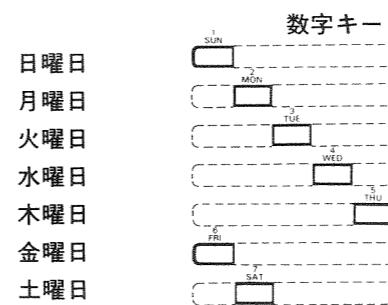 数字キー
1
SUN
日曜日
2
MON
月曜日
3
TUE
火曜日
4
WED
水曜日
5
THU
木曜日
6
FRI
金曜日
7
SAT
土曜日